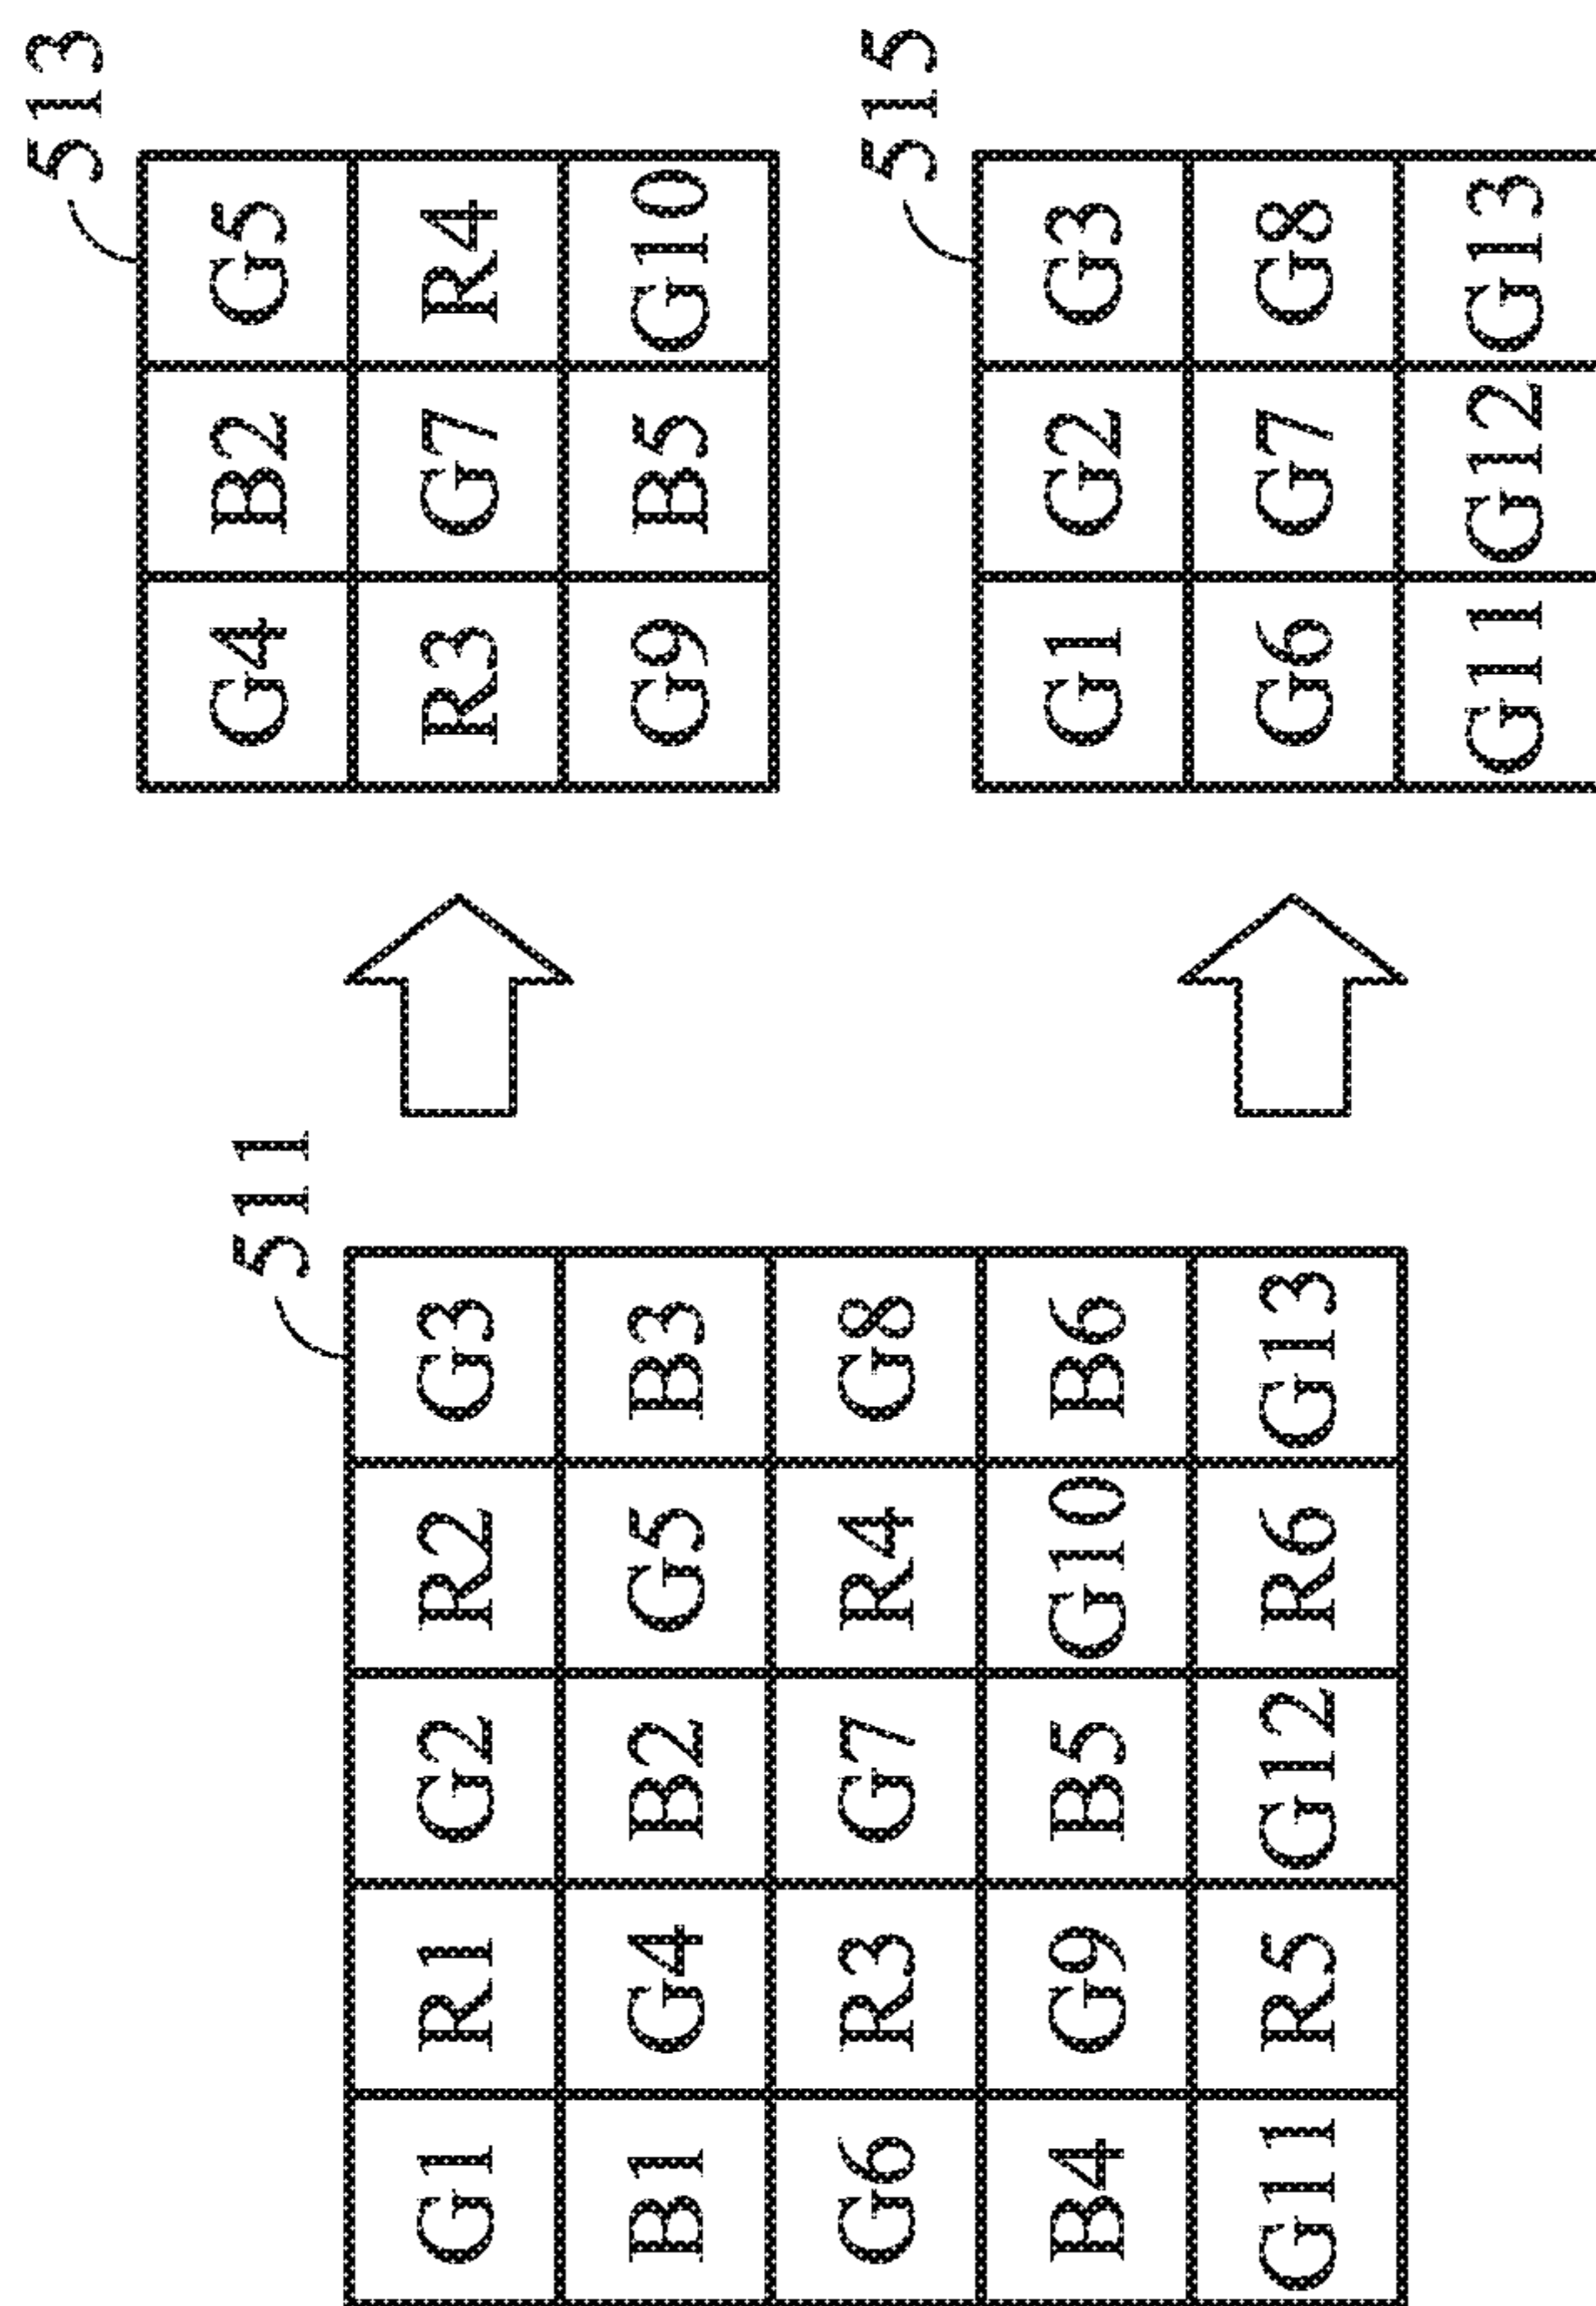 511
G1 R1 G2 R2 G3
B1 G4 B2 G5 B3
G6 R3 G7 R4 G8
B4 G9 B5 G10 B6
G11 R5 G12 R6 G13
513
G4 B2 G5
R3 G7 R4
G9 B5 G10
515
G1 G2 G3
G6 G7 G8
G11 G12 G13